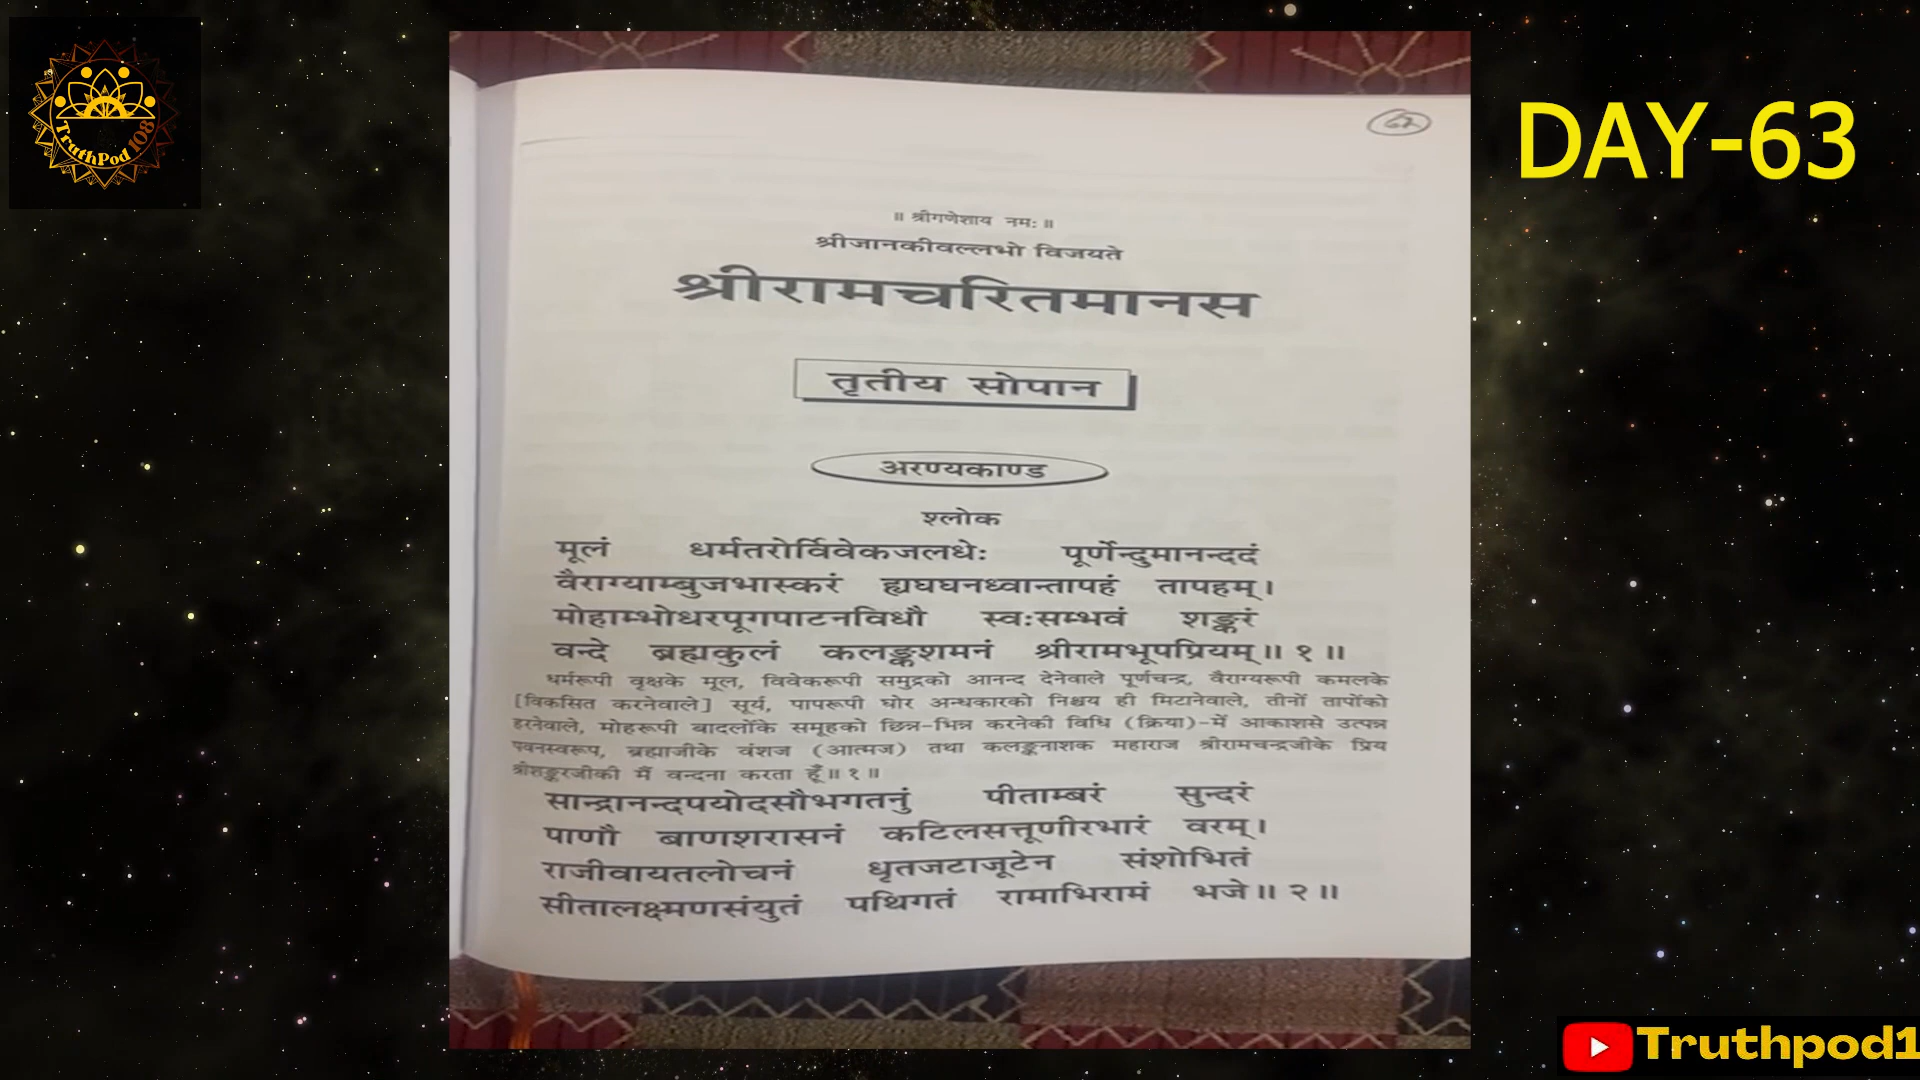 TruthPod 108
DAY-63
॥ श्रीगणेशाय नमः ॥
श्रीजानकीवल्लभो विजयते
श्रीरामचरितमानस
तृतीय सोपान
अरण्यकाण्ड
श्लोक
मूलं धर्मतरोर्विवेकजलधेः पूर्णेन्दुमानन्ददं
वैराग्याम्बुजभास्करं ह्यघघनध्वान्तापहं तापहम्।
मोहाम्भोधरपूगपाटनविधौ स्वःसम्भवं शङ्करं
वन्दे ब्रह्मकुलं कलङ्कशमनं श्रीरामभूपप्रियम्॥ १ ॥
धर्मरूपी वृक्षके मूल, विवेकरूपी समुद्रको आनन्द देनेवाले पूर्णचन्द्र, वैराग्यरूपी कमलके
[विकसित करनेवाले] सूर्य, पापरूपी घोर अन्धकारको निश्चय ही मिटानेवाले, तीनों तापोंको
हरनेवाले, मोहरूपी बादलोंके समूहको छिन्न-भिन्न करनेकी विधि (क्रिया)-में आकाशसे उत्पन्न
पवनस्वरूप, ब्रह्माजीके वंशज (आत्मज) तथा कलङ्कनाशक महाराज श्रीरामचन्द्रजीके प्रिय
श्रीशङ्करजीकी मैं वन्दना करता हूँ॥ १ ॥
सान्द्रानन्दपयोदसौभगतनुं पीताम्बरं सुन्दरं
पाणौ बाणशरासनं कटिलसत्तूणीरभारं वरम्।
राजीवायतलोचनं धृतजटाजूटेन संशोभितं
सीतालक्ष्मणसंयुतं पथिगतं रामाभिरामं भजे॥ २ ॥
Truthpod1